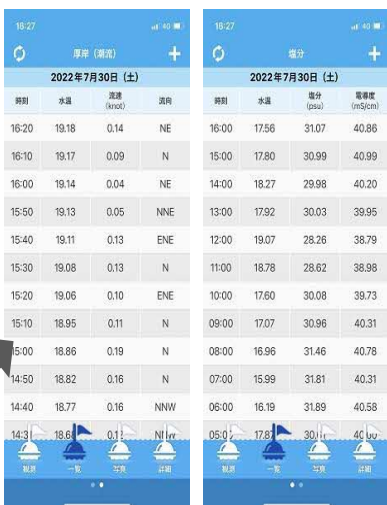 16:27
4G
厚岸（潮流）
2022年7月30日（土）
時刻 水温 流速(knot) 流向
16:20 19.18 0.14 NE
16:10 19.17 0.09 N
16:00 19.14 0.04 NE
15:50 19.13 0.05 NNE
15:40 19.11 0.13 ENE
15:30 19.08 0.13 N
15:20 19.06 0.10 ENE
15:10 18.95 0.11 N
15:00 18.86 0.19 N
14:50 18.82 0.16 N
14:40 18.77 0.16 NNW
観測 一覧 写真 詳細
16:27
4G
塩分
2022年7月30日（土）
時刻 水温 塩分(psu) 電導度(mS/cm)
16:00 17.56 31.07 40.86
15:00 17.80 30.99 40.99
14:00 18.27 29.98 40.20
13:00 17.92 30.03 39.95
12:00 19.07 28.26 38.79
11:00 18.78 28.62 38.98
10:00 17.60 30.08 39.73
09:00 17.07 30.96 40.31
08:00 16.96 31.46 40.78
07:00 15.99 31.81 40.31
06:00 16.19 31.89 40.58
観測 一覧 写真 詳細